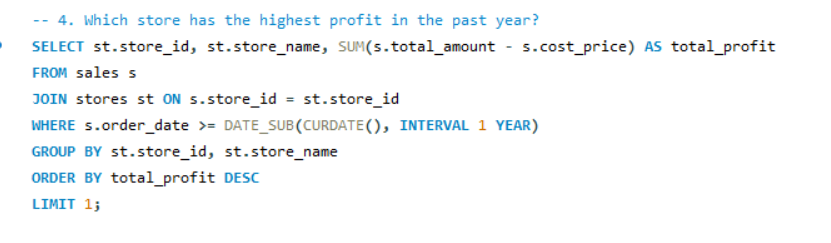 -- 4. Which store has the highest profit in the past year?
SELECT st.store_id, st.store_name, SUM(s.total_amount - s.cost_price) AS total_profit
FROM sales s
JOIN stores st ON s.store_id = st.store_id
WHERE s.order_date >= DATE_SUB(CURDATE(), INTERVAL 1 YEAR)
GROUP BY st.store_id, st.store_name
ORDER BY total_profit DESC
LIMIT 1;